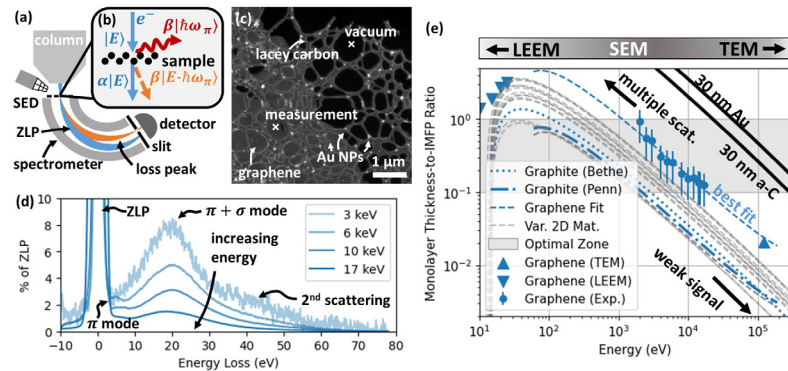 (a)
column
SED
ZLP
spectrometer
detector
slit
loss peak
(b)
e⁻
|E⟩
β|ħω_π⟩
sample
α|E⟩
β|E-ħω_π⟩
(c)
vacuum
lacey carbon
measurement
Au NPs
graphene
1 μm
(d)
% of ZLP
10
8
6
4
2
0
ZLP
π + σ mode
increasing
energy
3 keV
6 keV
10 keV
17 keV
2nd scattering
π mode
-10 0 10 20 30 40 50 60 70 80
Energy Loss (eV)
(e)
LEEM SEM TEM
Monolayer Thickness-to-IMFP Ratio
10⁰
10⁻¹
10⁻²
multiple scat.
30 nm Au
30 nm a-C
best fit
weak signal
Graphite (Bethe)
Graphite (Penn)
Graphene Fit
Var. 2D Mat.
Optimal Zone
Graphene (TEM)
Graphene (LEEM)
Graphene (Exp.)
10¹ 10² 10³ 10⁴ 10⁵
Energy (eV)